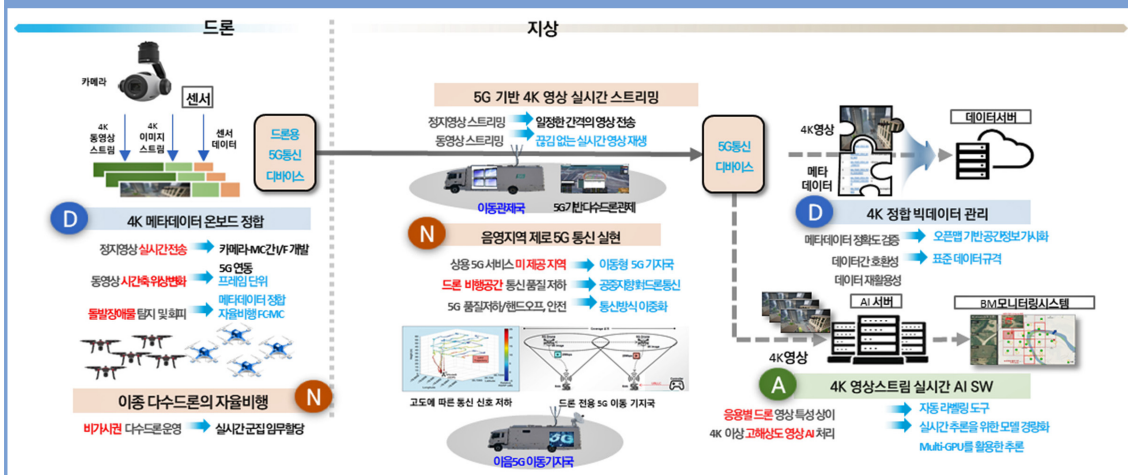 드론
지상
카메라
센서
4K
동영상
스트림
4K
이미지
스트림
센서
데이터
드론용
5G통신
디바이스
D
4K 메타데이터 온보드 정합
정지영상 실시간 전송
카메라-MC간 I/F 개발
동영상 시간축 위상변화
5G 연동
프레임 단위
메타데이터 정합
돌발장애물 탐지 및 회피
자율비행 FC-MC
이종 다수드론의 자율비행
N
비가시권 다수드론 운영
실시간 군집 임무할당
5G 기반 4K 영상 실시간 스트리밍
정지영상 스트리밍
일정한 간격의 영상 전송
동영상 스트리밍
끊김 없는 실시간 영상 재생
이동관제국
5G기반 다수드론관제
N
음영지역 제로 5G 통신 실현
상용 5G 서비스 미 제공 지역
이동형 5G 기지국
드론 비행공간 통신 품질 저하
공중지향 對드론통신
5G 품질저하/핸드오프, 안전
통신방식 이중화
고도에 따른 통신 신호 저하
드론 전용 5G 이동 기지국
5G
이음5G 이동기지국
5G통신
디바이스
4K영상
메타
데이터
데이터서버
D
4K 정합 빅데이터 관리
메타데이터 정확도 검증
오픈맵 기반 공간정보 가시화
데이터간 호환성
표준 데이터 규격
데이터 재활용성
AI 서버
BM모니터링시스템
4K영상
A
4K 영상스트림 실시간 AI SW
응용별 드론 영상 특성 상이
자동 라벨링 도구
4K 이상 고해상도 영상 AI 처리
실시간 추론을 위한 모델 경량화
Multi-GPU를 활용한 추론